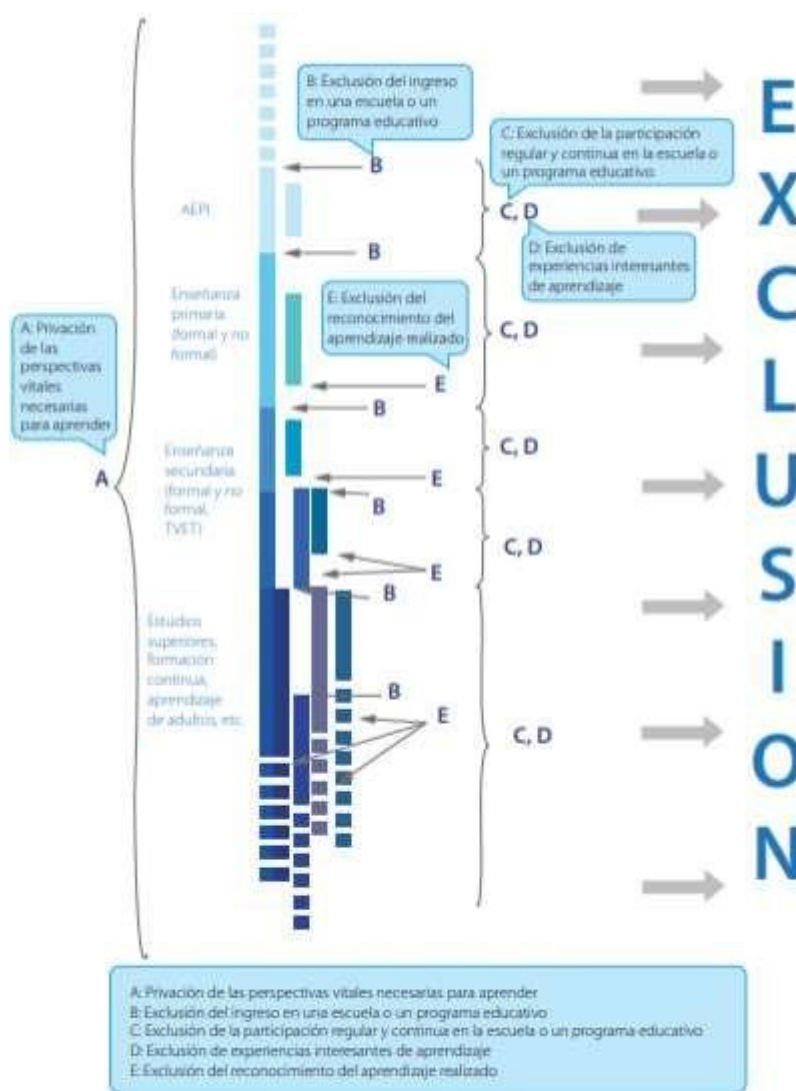 B: Exclusión del ingreso
en una escuela o un
programa educativo
C: Exclusión de la participación
regular y continua en la escuela o
un programa educativo
B
AEPI
C, D
D: Exclusión de
experiencias interesantes
de aprendizaje
B
Enseñanza
primaria
(formal y no
formal)
E: Exclusión del
reconocimiento del
aprendizaje realizado
C, D
A: Privación
de las
perspectivas
vitales
necesarias
para aprender
A
E
B
Enseñanza
secundaria
(formal y no
formal,
TVET)
C, D
E
B
C, D
E
B
Estudios
superiores,
formación
continua,
aprendizaje
de adultos, etc.
B
E
C, D
E
X
C
L
U
S
I
O
N
A: Privación de las perspectivas vitales necesarias para aprender
B: Exclusión del ingreso en una escuela o un programa educativo
C: Exclusión de la participación regular y continua en la escuela o un programa educativo
D: Exclusión de experiencias interesantes de aprendizaje
E: Exclusión del reconocimiento del aprendizaje realizado